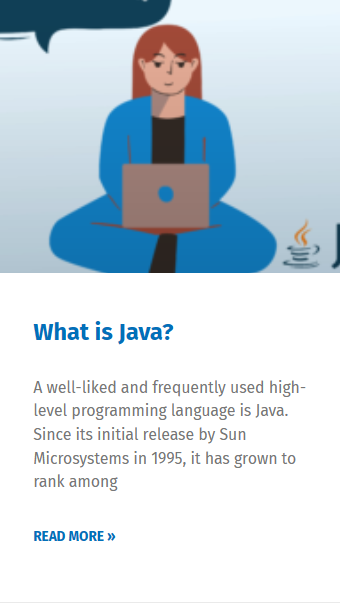 What is Java?
A well-liked and frequently used high-
level programming language is Java.
Since its initial release by Sun
Microsystems in 1995, it has grown to
rank among
READ MORE »